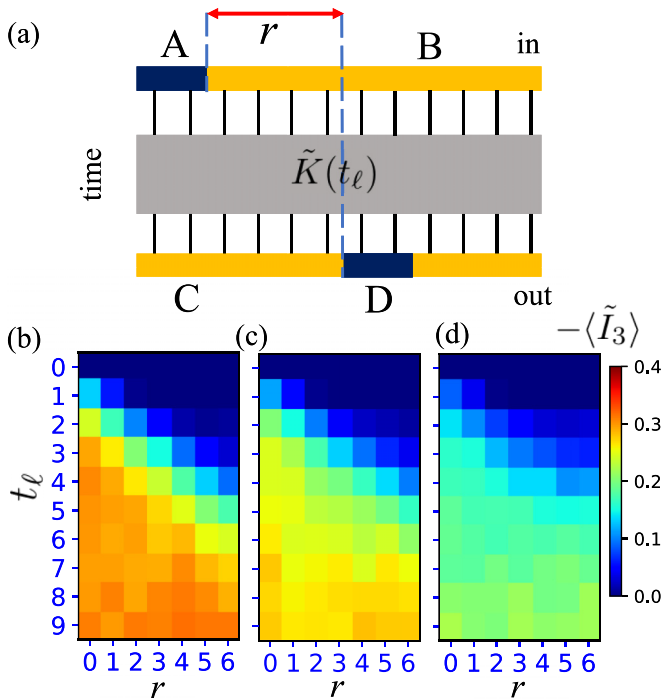 (a)
r
A
B
in
time
K̃(t_ℓ)
C
D
out
(b)
(c)
(d)
−⟨Ĩ₃⟩
t_ℓ
0
1
2
3
4
5
6
7
8
9
0 1 2 3 4 5 6
r
0 1 2 3 4 5 6
r
0 1 2 3 4 5 6
r
0.4
0.3
0.2
0.1
0.0